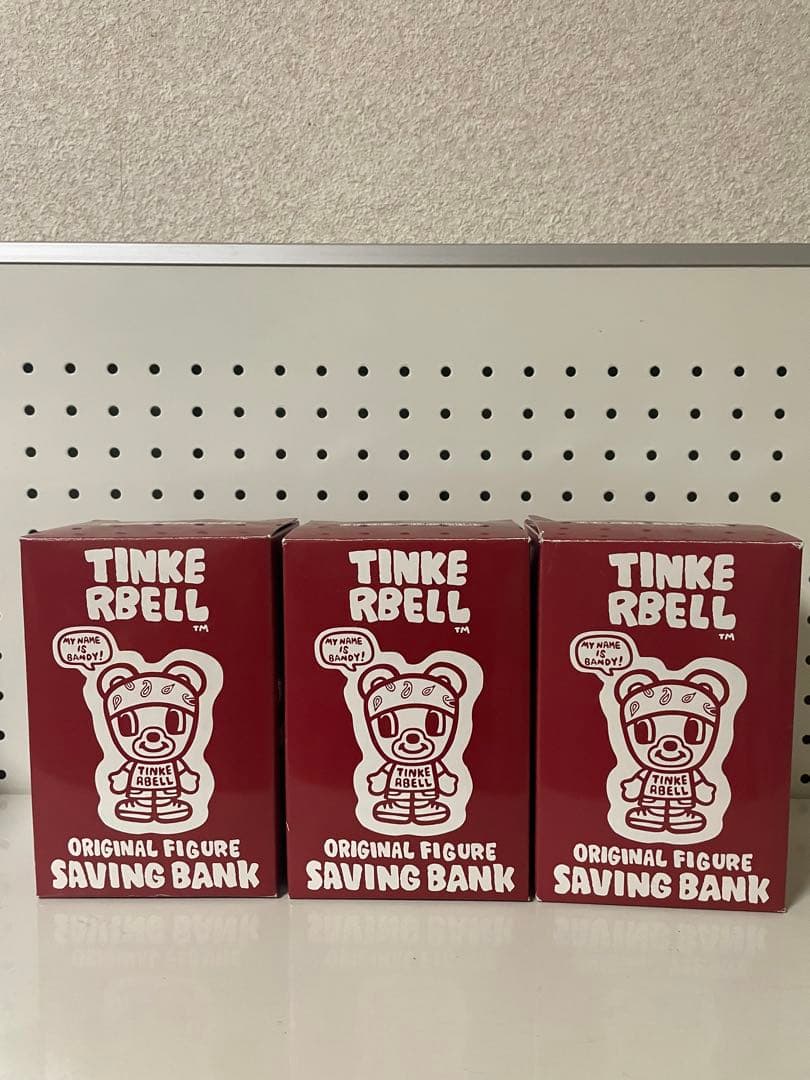 TINKE
RBELL
TM
MY NAME
IS
BANDY!
TINKE
RBELL
ORIGINAL FIGURE
SAVING BANK
TINKE
RBELL
TM
MY NAME
IS
BANDY!
TINKE
RBELL
ORIGINAL FIGURE
SAVING BANK
TINKE
RBELL
TM
MY NAME
IS
BANDY!
TINKE
RBELL
ORIGINAL FIGURE
SAVING BANK